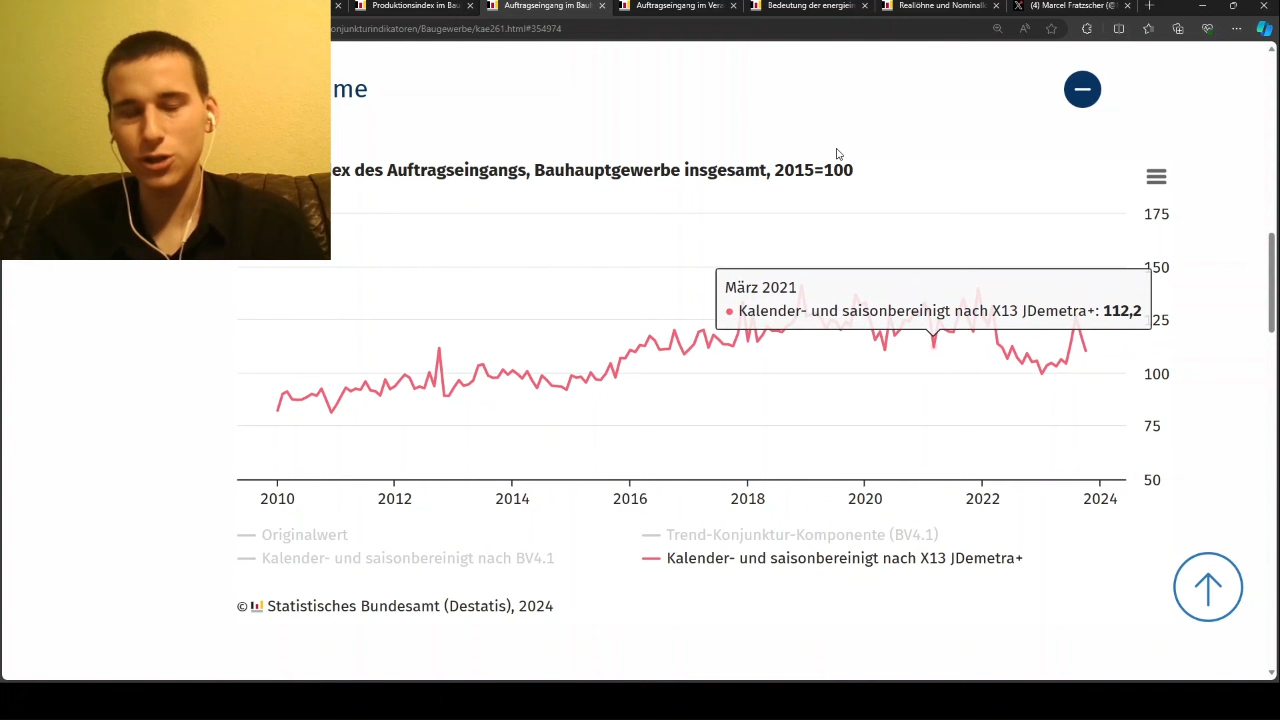 Produktionsindex im Bau
Auftragseingang im Bauh
Auftragseingang im Vera
Bedeutung der energiein
Reallöhne und Nominalk
(4) Marcel Fratzscher (@
onjunkturindikatoren/Baugewerbe/kae261.html#354974
me
ex des Auftragseingangs, Bauhauptgewerbe insgesamt, 2015=100
175
150
März 2021
Kalender- und saisonbereinigt nach X13 JDemetra+: 112,2
125
100
75
50
2010 2012 2014 2016 2018 2020 2022 2024
Originalwert
Trend-Konjunktur-Komponente (BV4.1)
Kalender- und saisonbereinigt nach BV4.1
Kalender- und saisonbereinigt nach X13 JDemetra+
© Statistisches Bundesamt (Destatis), 2024